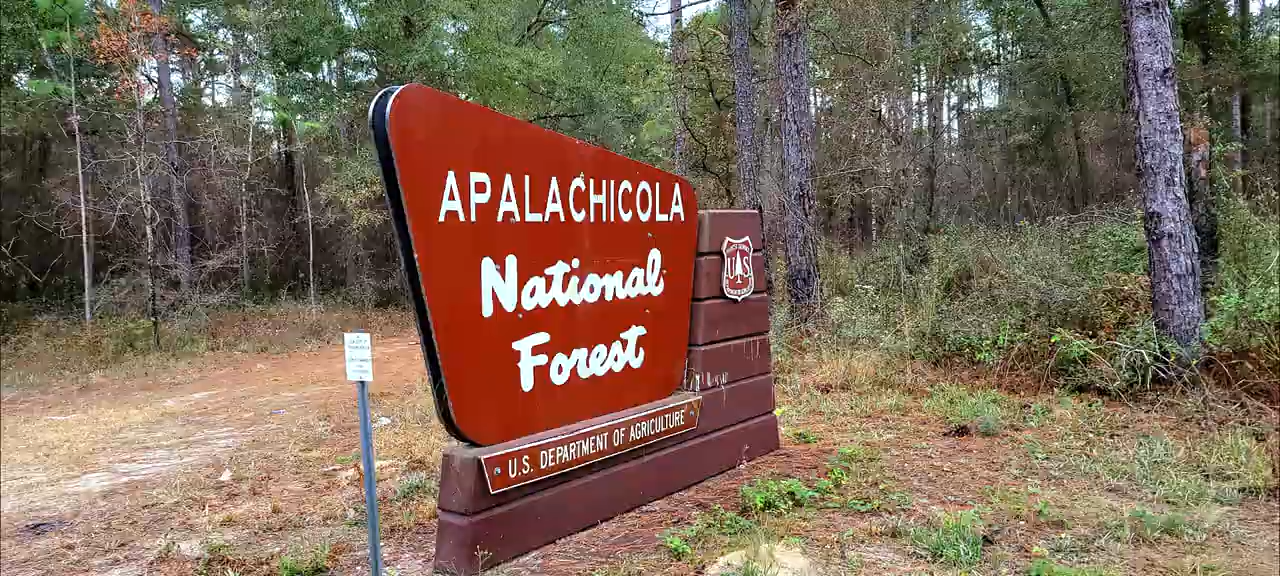 APALACHICOLA
National
Forest
U.S. DEPARTMENT OF AGRICULTURE
U S